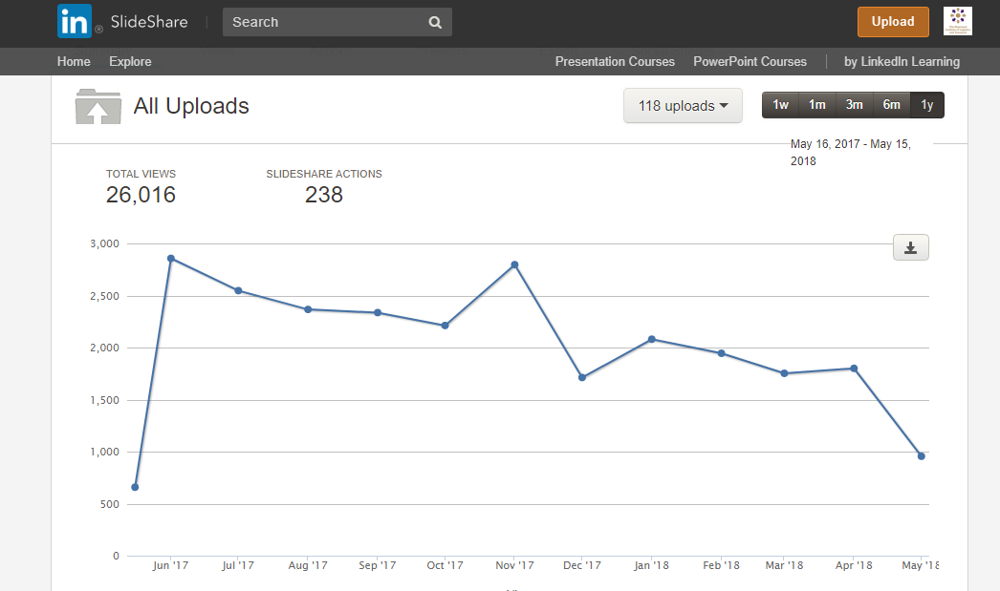 in ® SlideShare Search Upload
Home Explore Presentation Courses PowerPoint Courses by LinkedIn Learning
All Uploads 118 uploads 1w 1m 3m 6m 1y
May 16, 2017 - May 15,
2018
TOTAL VIEWS SLIDESHARE ACTIONS
26,016 238
3,000
2,500
2,000
1,500
1,000
500
0
Jun '17 Jul '17 Aug '17 Sep '17 Oct '17 Nov '17 Dec '17 Jan '18 Feb '18 Mar '18 Apr '18 May '18